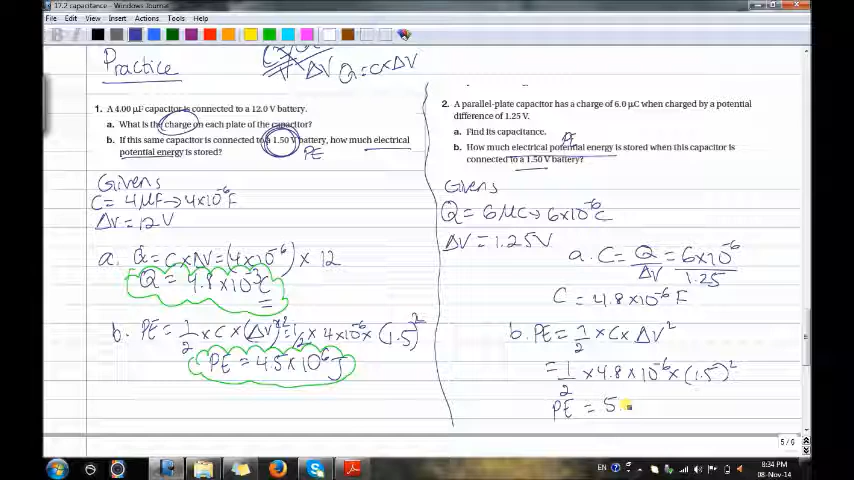 17.2 capacitance - Windows Journal
File Edit View Insert Actions Tools Help
Practice
ΔV Q=C×ΔV
1. A 4.00 µF capacitor is connected to a 12.0 V battery.
a. What is the charge on each plate of the capacitor?
b. If this same capacitor is connected to a 1.50 V battery, how much electrical
potential energy is stored?
PE
Givens
C = 4µF → 4×10⁻⁶F
ΔV = 12 V
a. Q = C×ΔV = (4×10⁻⁶) × 12
Q = 4.8×10⁻⁵C
b. PE = 1/2 × C × (ΔV)² = 1/2 × 4×10⁻⁶ × (1.5)²
PE = 4.5×10⁻⁶ J
2. A parallel-plate capacitor has a charge of 6.0 µC when charged by a potential
difference of 1.25 V.
a. Find its capacitance.
PE
b. How much electrical potential energy is stored when this capacitor is
connected to a 1.50 V battery?
Givens
Q = 6µC → 6×10⁻⁶C
ΔV = 1.25V
a. C = Q/ΔV = 6×10⁻⁶/1.25
C = 4.8×10⁻⁶ F
b. PE = 1/2 × C × ΔV²
= 1/2 × 4.8×10⁻⁶ × (1.5)²
PE = 5.
5 / 6
EN
8:34 PM
08-Nov-14